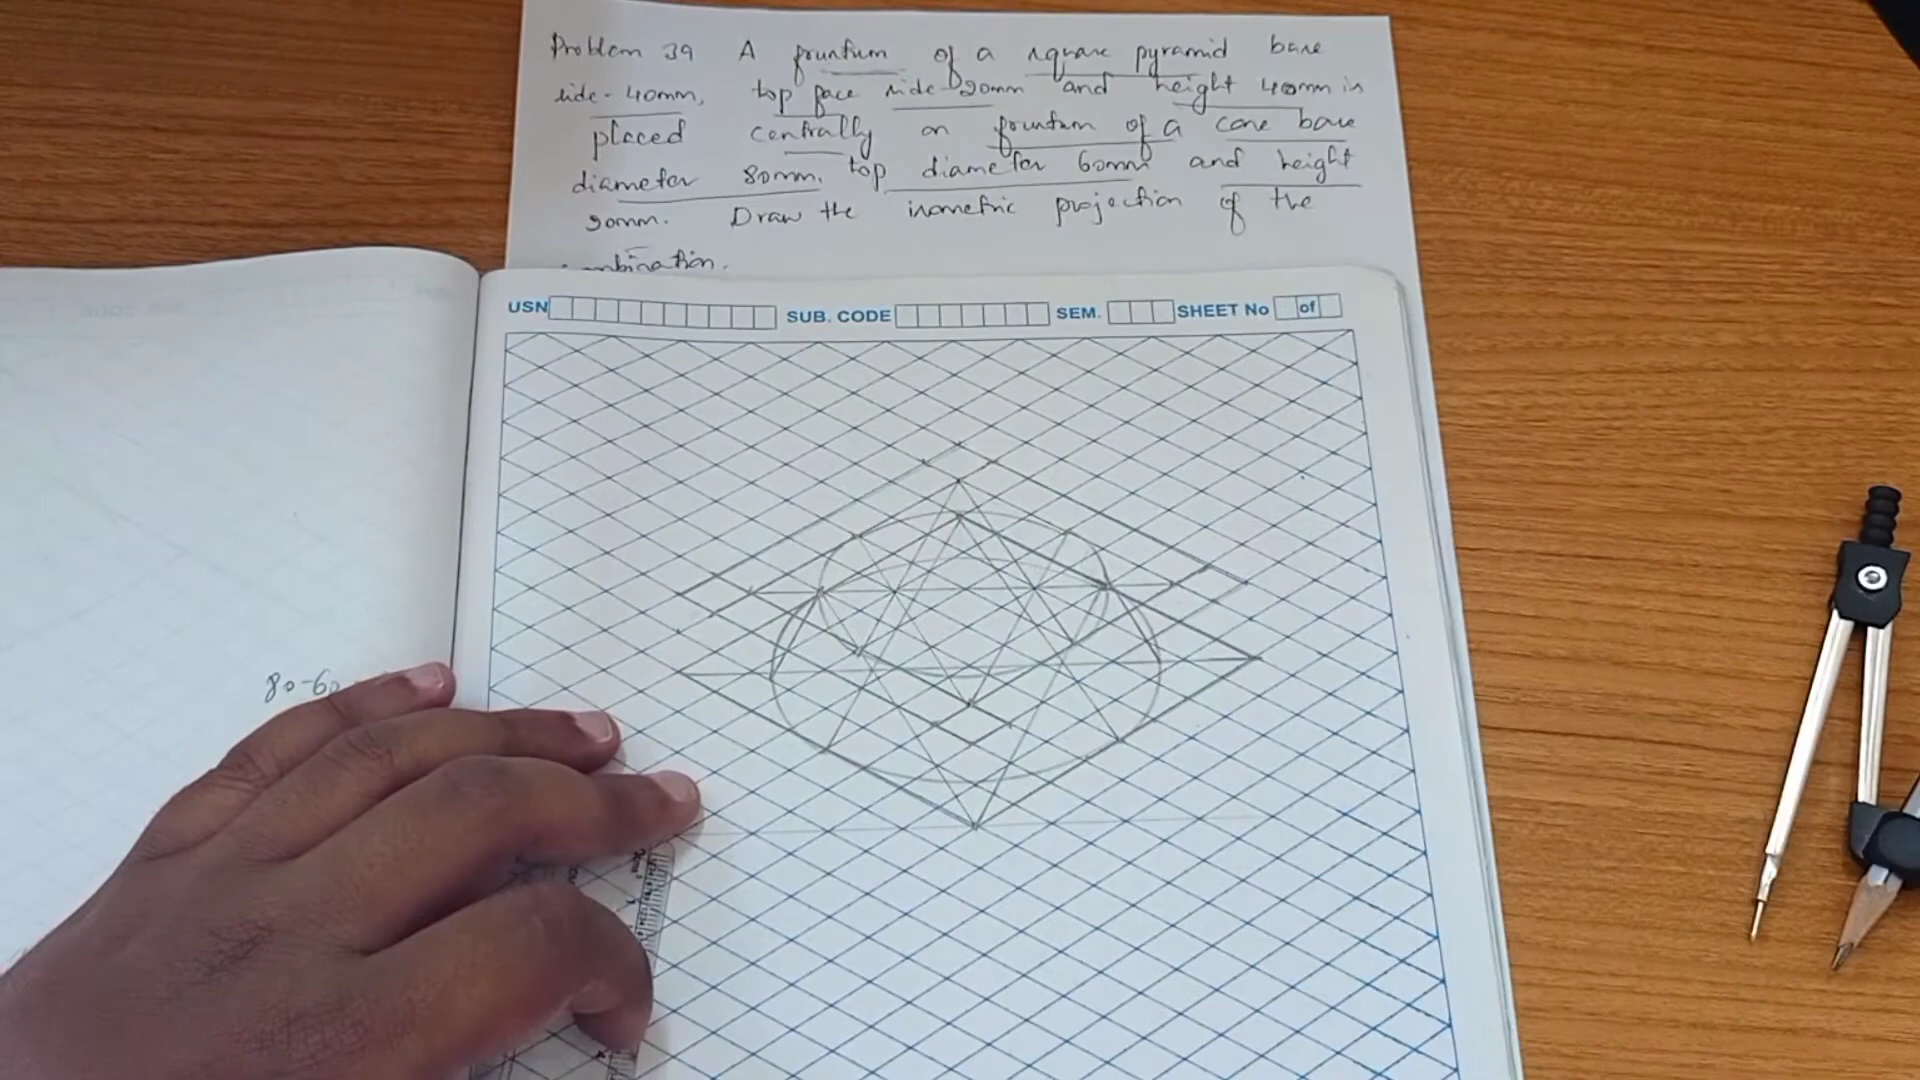 Problem 39 A frustum of a square pyramid base
side - 40mm, top face side 20mm and height 40mm is
placed centrally on frustum of a cone base
diameter 80mm. top diameter 60mm and height
20mm. Draw the isometric projection of the
mbination.
USN SUB. CODE SEM. SHEET No of
80-60